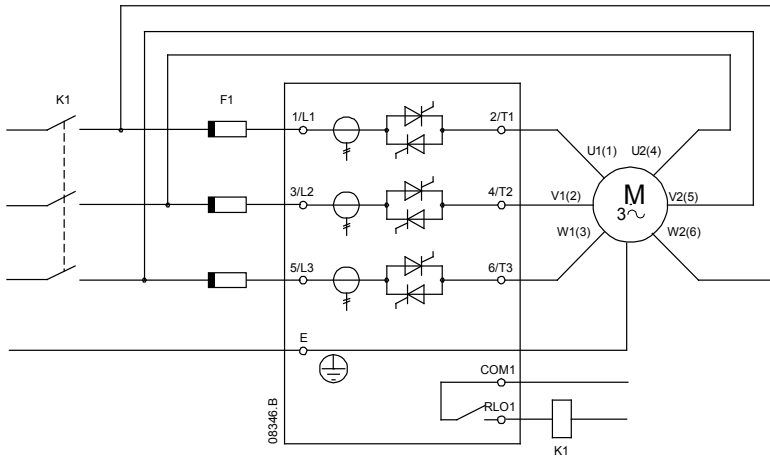 K1
F1
1/L1
2/T1
U1(1)
U2(4)
3/L2
4/T2
V1(2)
M
3~
V2(5)
W1(3)
W2(6)
5/L3
6/T3
E
COM1
RLO1
K1
08346.B